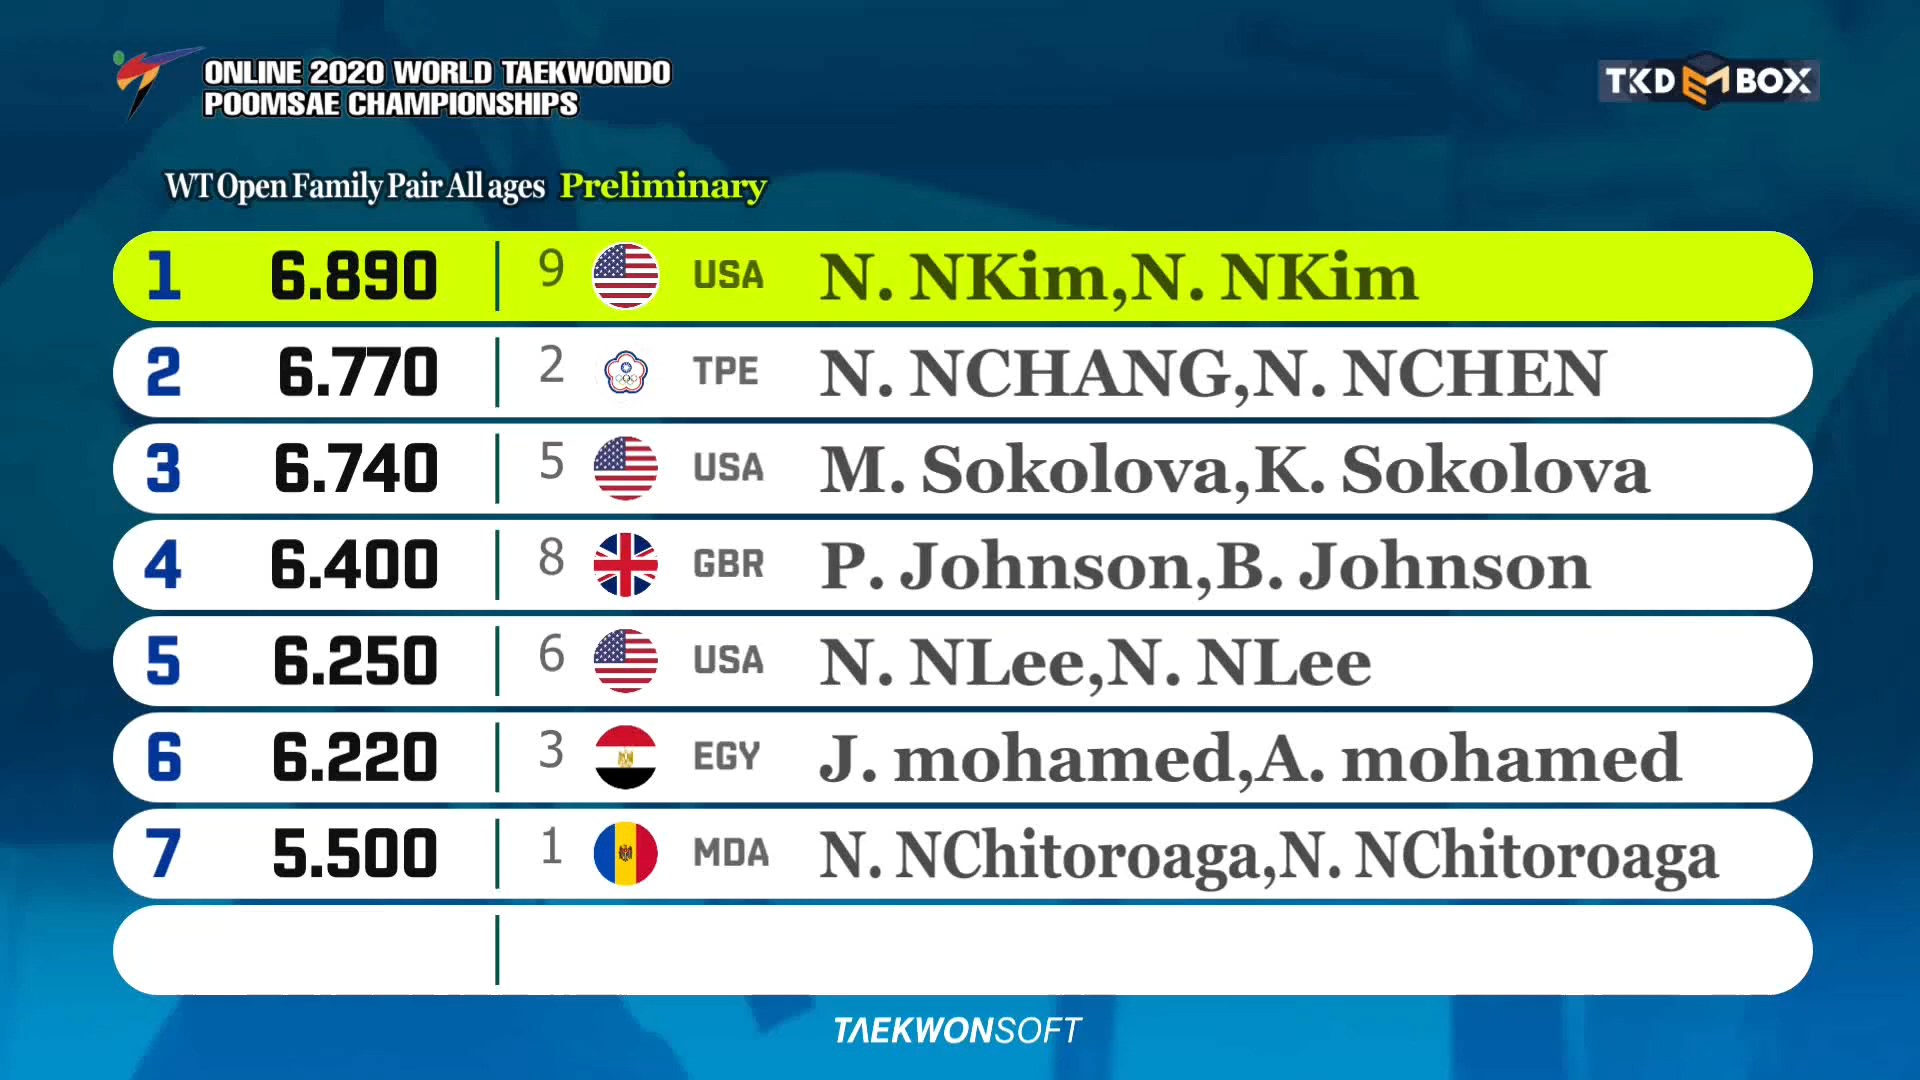 ONLINE 2020 WORLD TAEKWONDO
POOMSAE CHAMPIONSHIPS
TKD BOX
WT Open Family Pair All ages Preliminary
1 6.890 9 USA N. NKim,N. NKim
2 6.770 2 TPE N. NCHANG,N. NCHEN
3 6.740 5 USA M. Sokolova,K. Sokolova
4 6.400 8 GBR P. Johnson,B. Johnson
5 6.250 6 USA N. NLee,N. NLee
6 6.220 3 EGY J. mohamed,A. mohamed
7 5.500 1 MDA N. NChitoroaga,N. NChitoroaga
TAEKWONSOFT